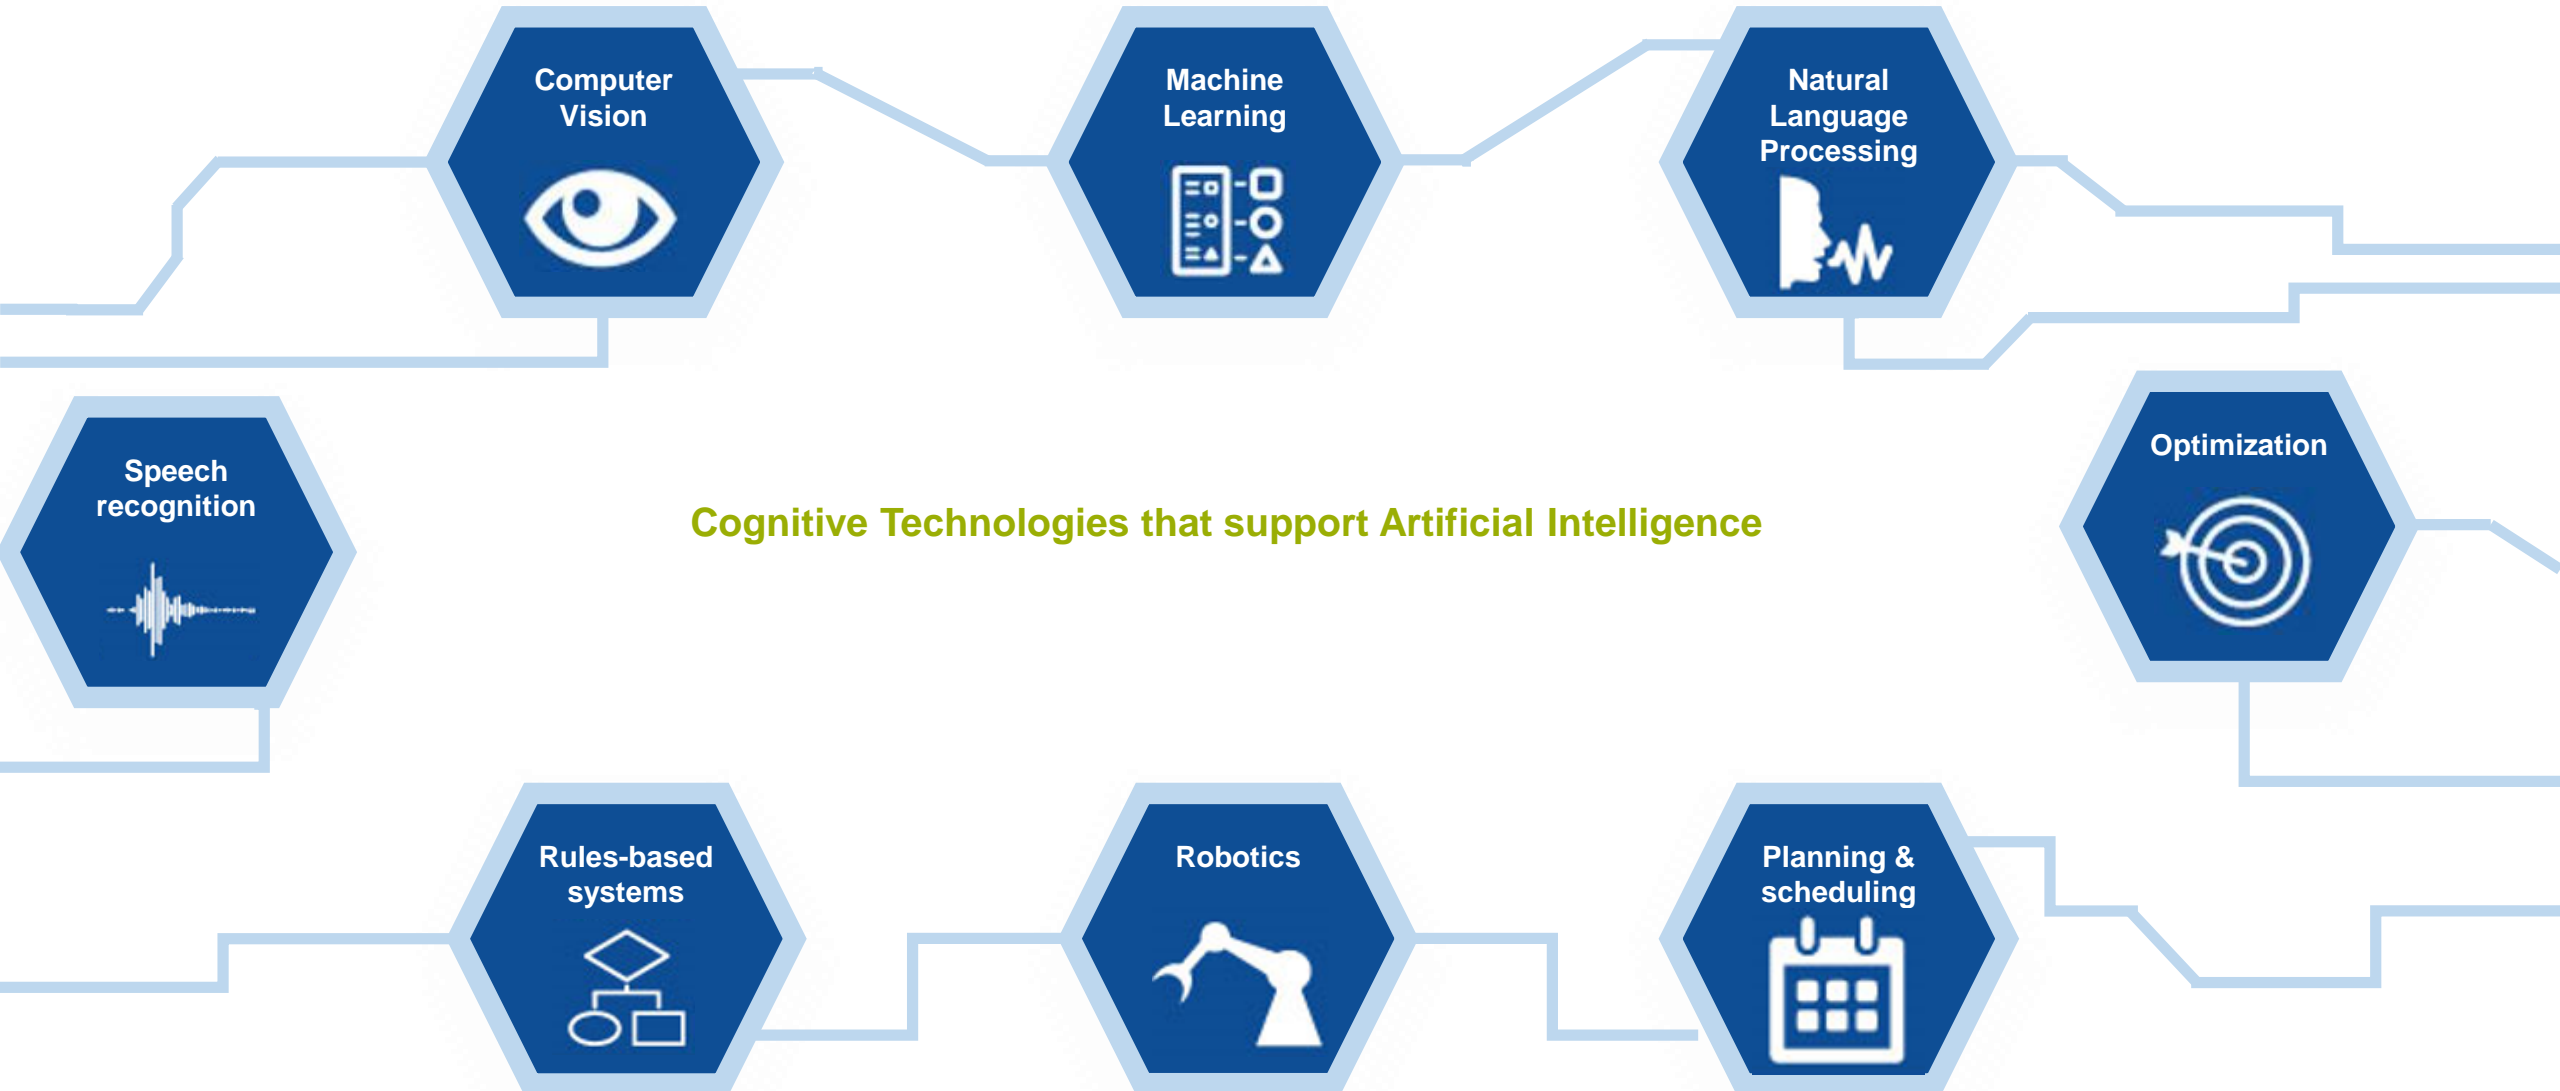 Computer
Vision
Machine
Learning
Natural
Language
Processing
Speech
recognition
Cognitive Technologies that support Artificial Intelligence
Optimization
Rules-based
systems
Robotics
Planning &
scheduling